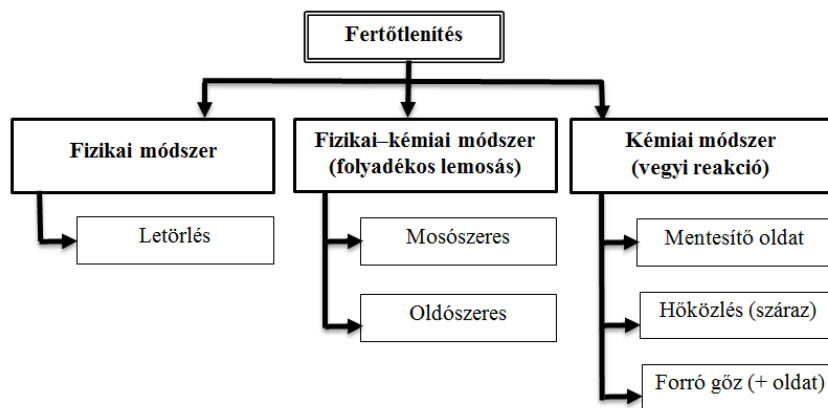 Fertőtlenítés
Fizikai módszer
Letörlés
Fizikai–kémiai módszer
(folyadékos lemosás)
Mosószeres
Oldószeres
Kémiai módszer
(vegyi reakció)
Mentesítő oldat
Hőközlés (száraz)
Forró gőz (+ oldat)